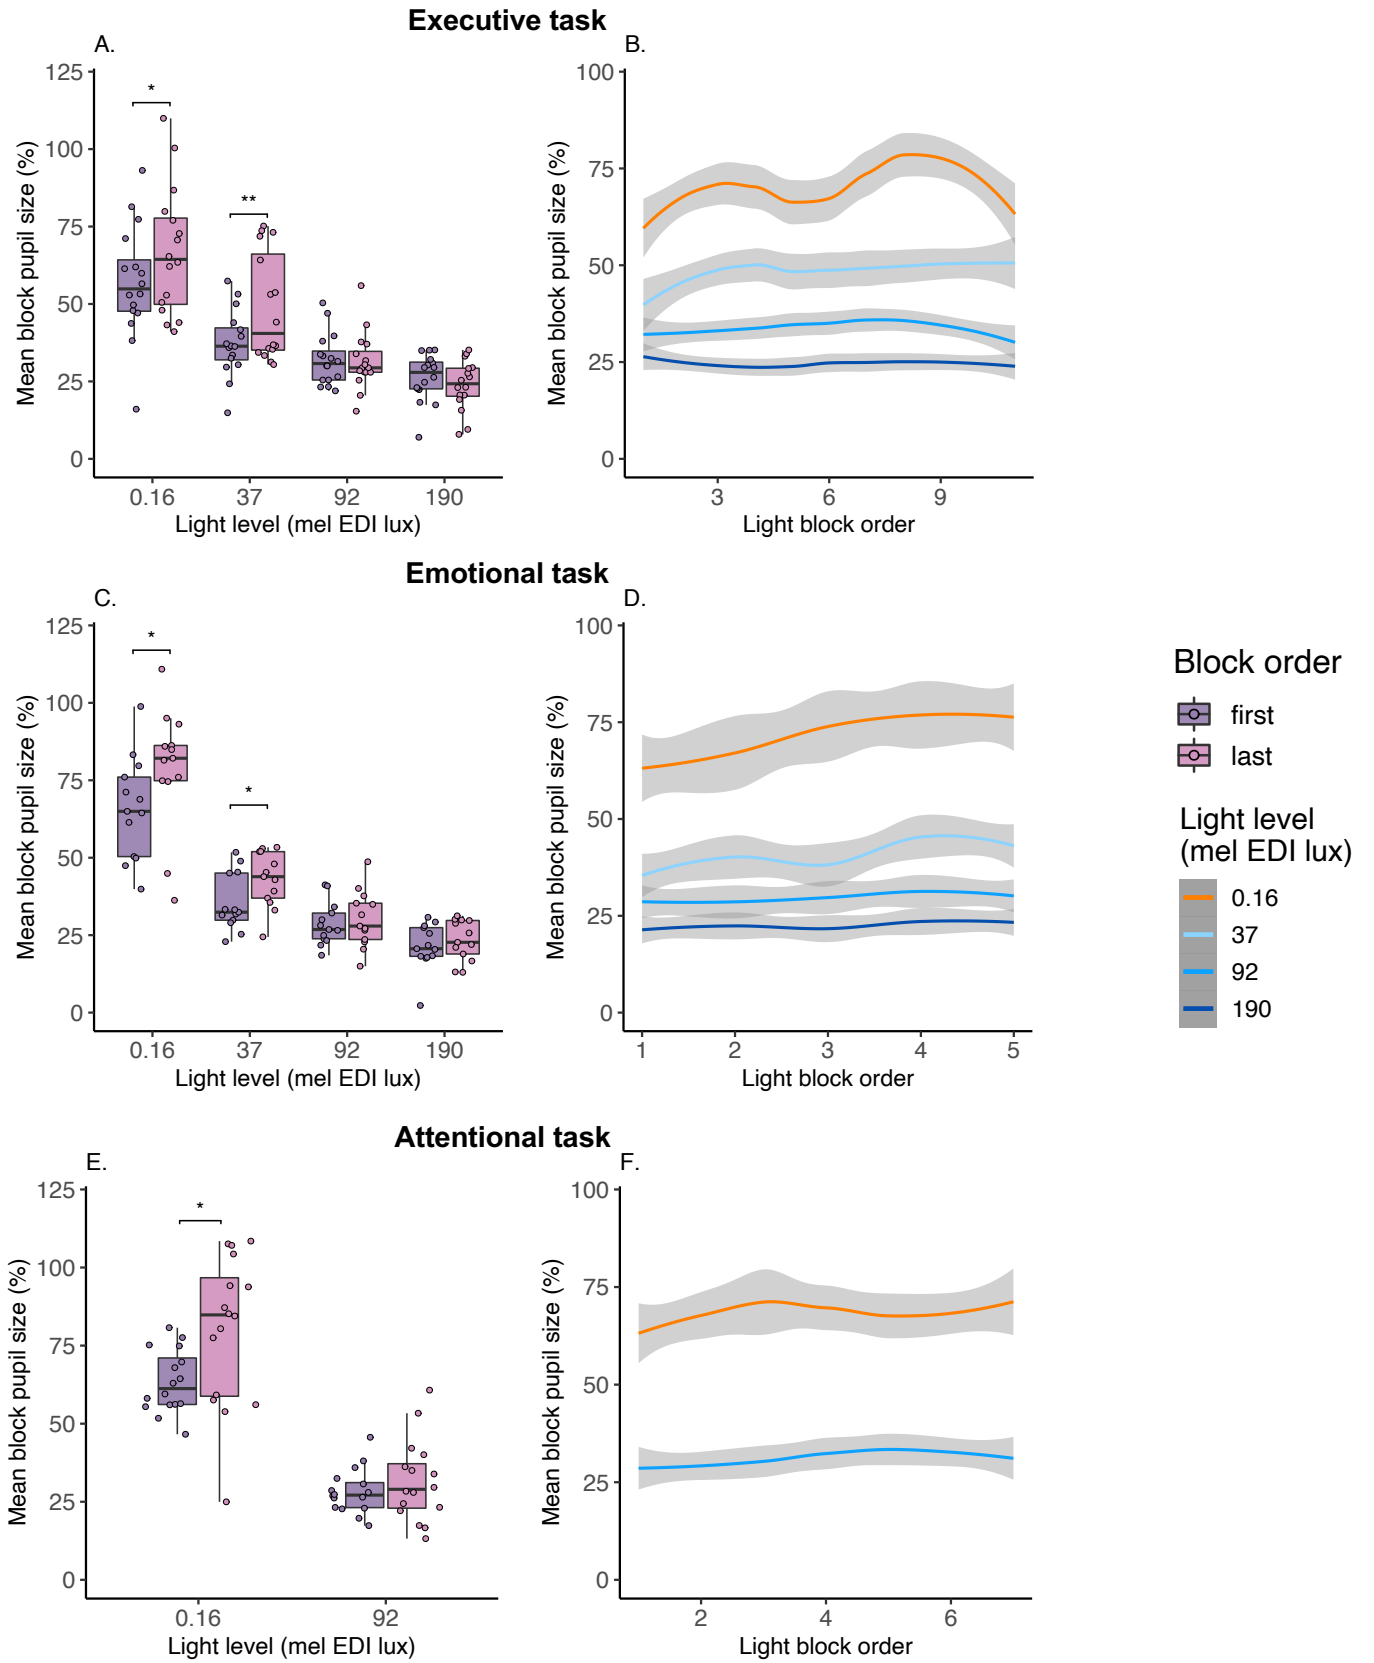 Executive task
A.
B.
125
100
75
50
25
0
Mean block pupil size (%)
*
**
0.16 37 92 190
Light level (mel EDI lux)
100
75
50
25
0
Mean block pupil size (%)
3 6 9
Light block order
Emotional task
C.
D.
125
100
75
50
25
0
Mean block pupil size (%)
*
*
0.16 37 92 190
Light level (mel EDI lux)
100
75
50
25
0
Mean block pupil size (%)
1 2 3 4 5
Light block order
Block order
first
last
Light level
(mel EDI lux)
0.16
37
92
190
Attentional task
E.
F.
125
100
75
50
25
0
Mean block pupil size (%)
*
0.16 92
Light level (mel EDI lux)
100
75
50
25
0
Mean block pupil size (%)
2 4 6
Light block order